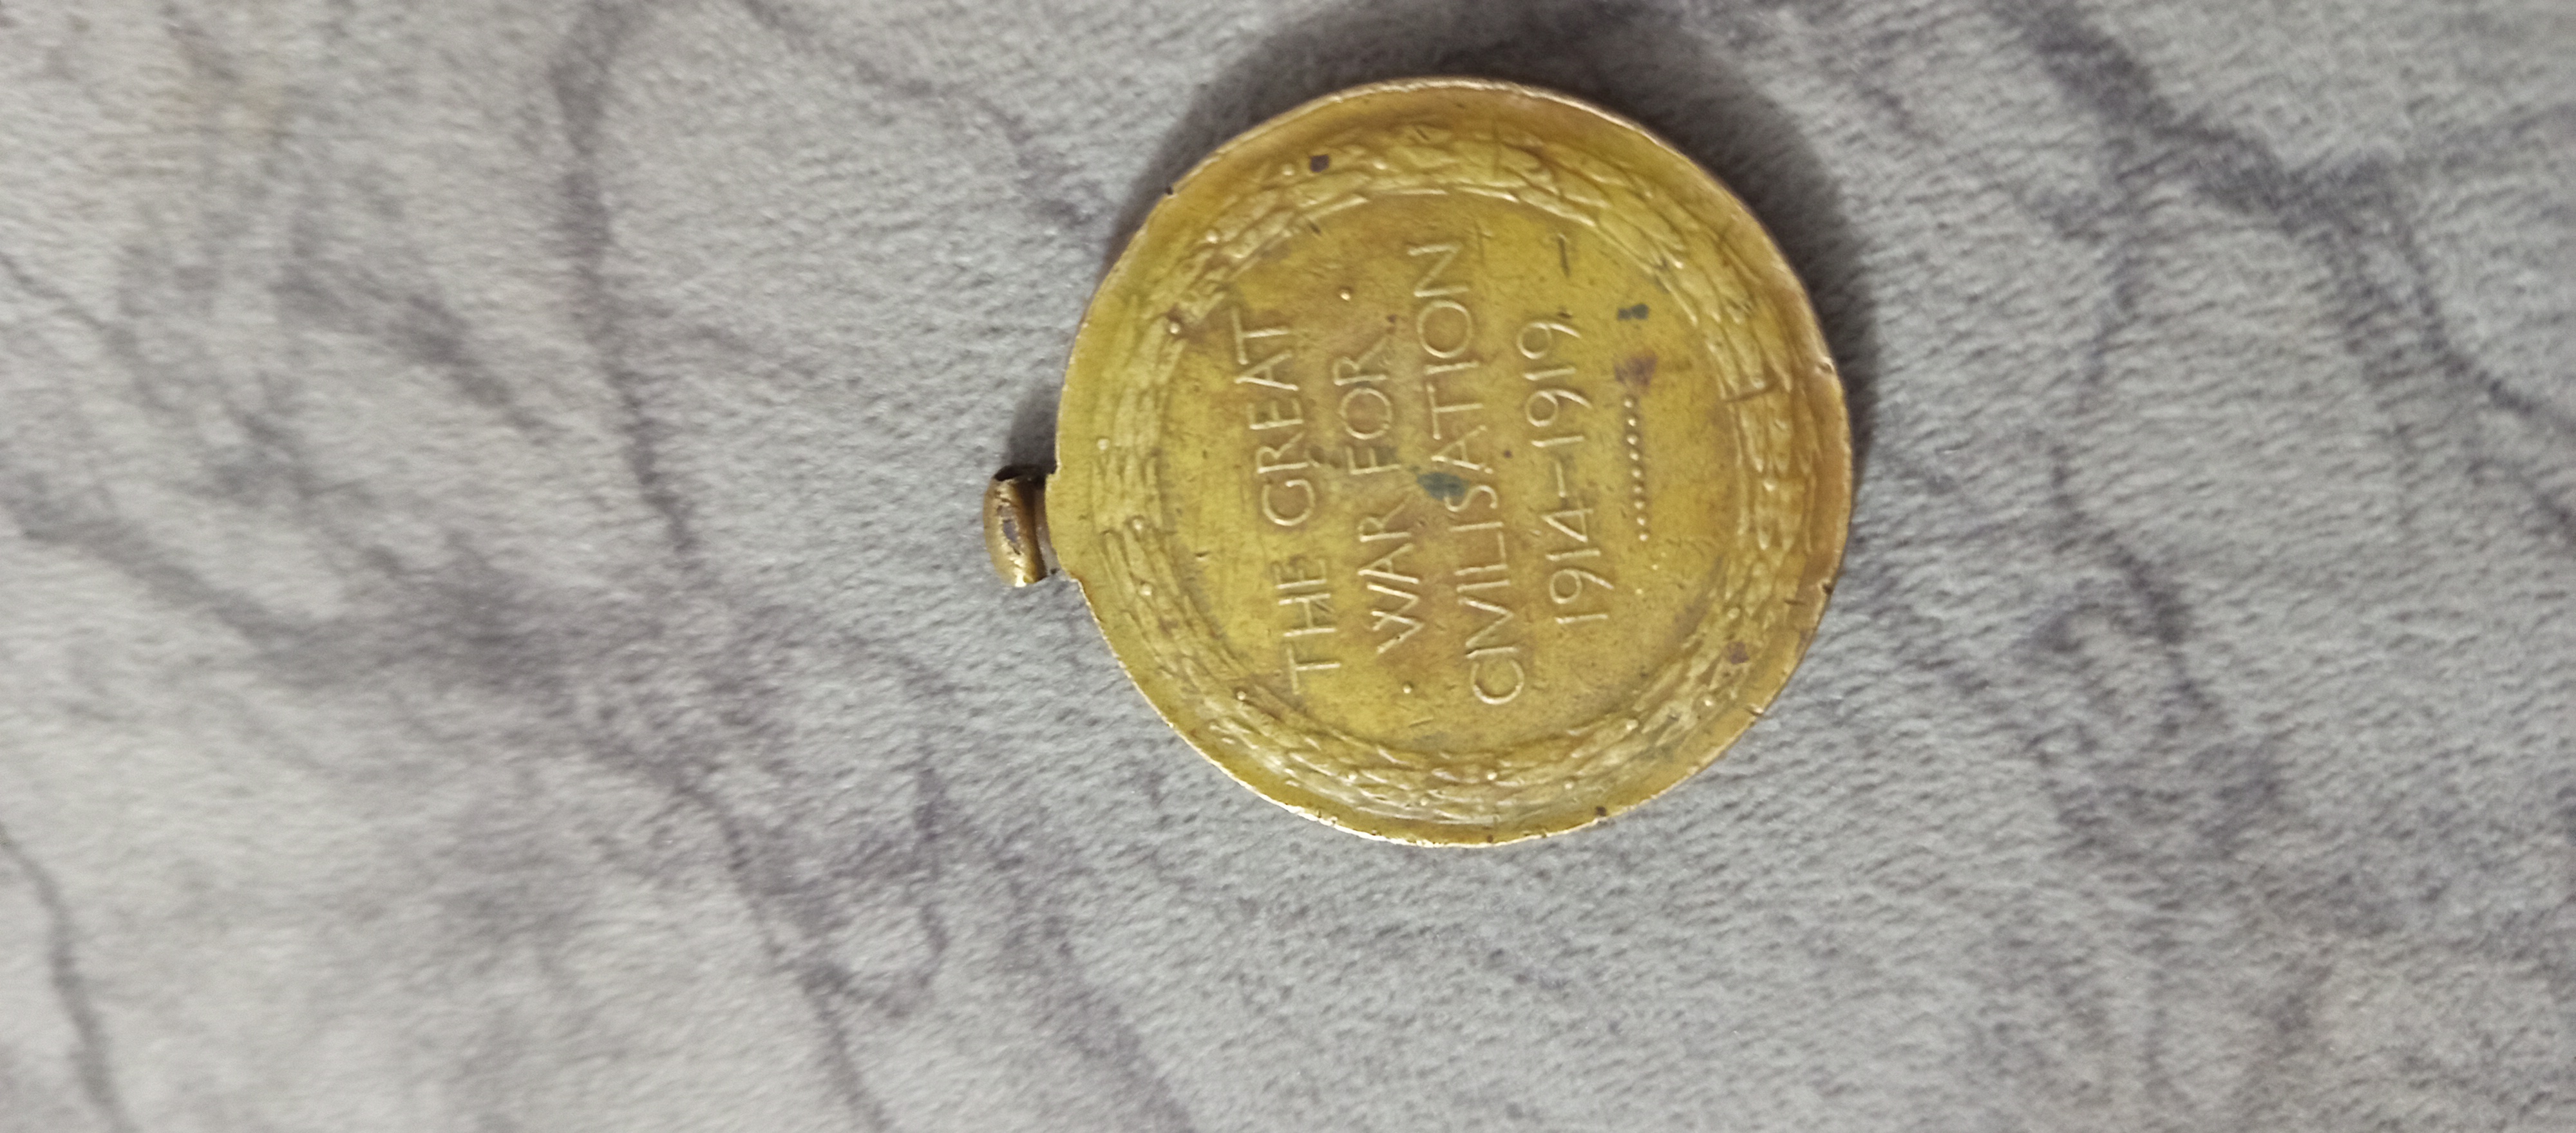 THE GREAT
WAR FOR
CIVILISATION
1914-1919